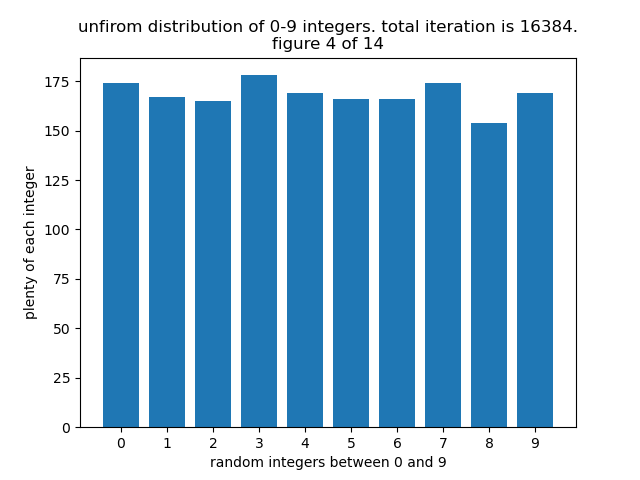 unfirom distribution of 0-9 integers. total iteration is 16384.
figure 4 of 14
175
150
125
100
75
50
25
0
plenty of each integer
0 1 2 3 4 5 6 7 8 9
random integers between 0 and 9